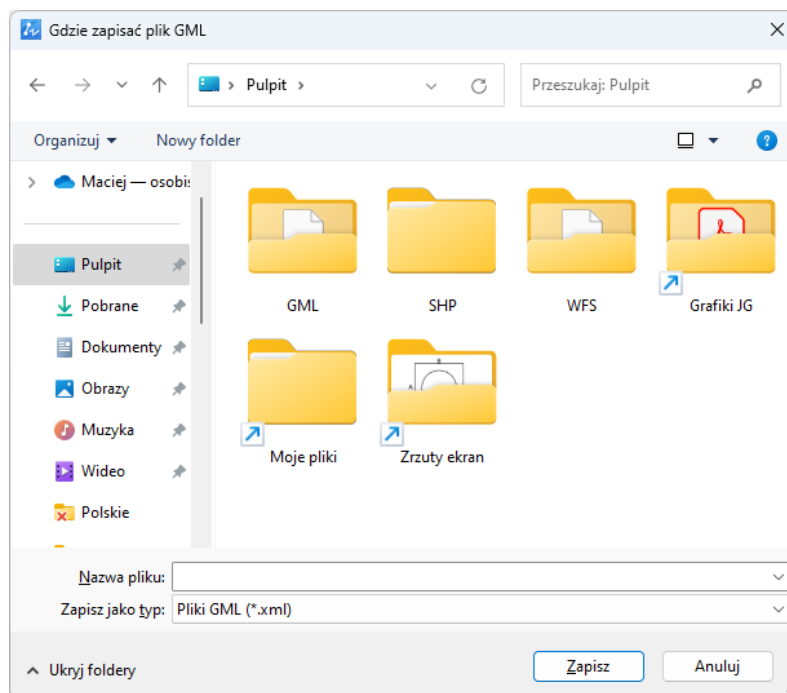 Gdzie zapisać plik GML
Pulpit
Przeszukaj: Pulpit
Organizuj
Nowy folder
Maciej — osobi
Pulpit
Pobrane
Dokumenty
Obrazy
Muzyka
Wideo
Polskie
GML
SHP
WFS
Grafiki JG
Moje pliki
Zrzuty ekran
Nazwa pliku:
Zapisz jako typ: Pliki GML (*.xml)
Ukryj foldery
Zapisz
Anuluj